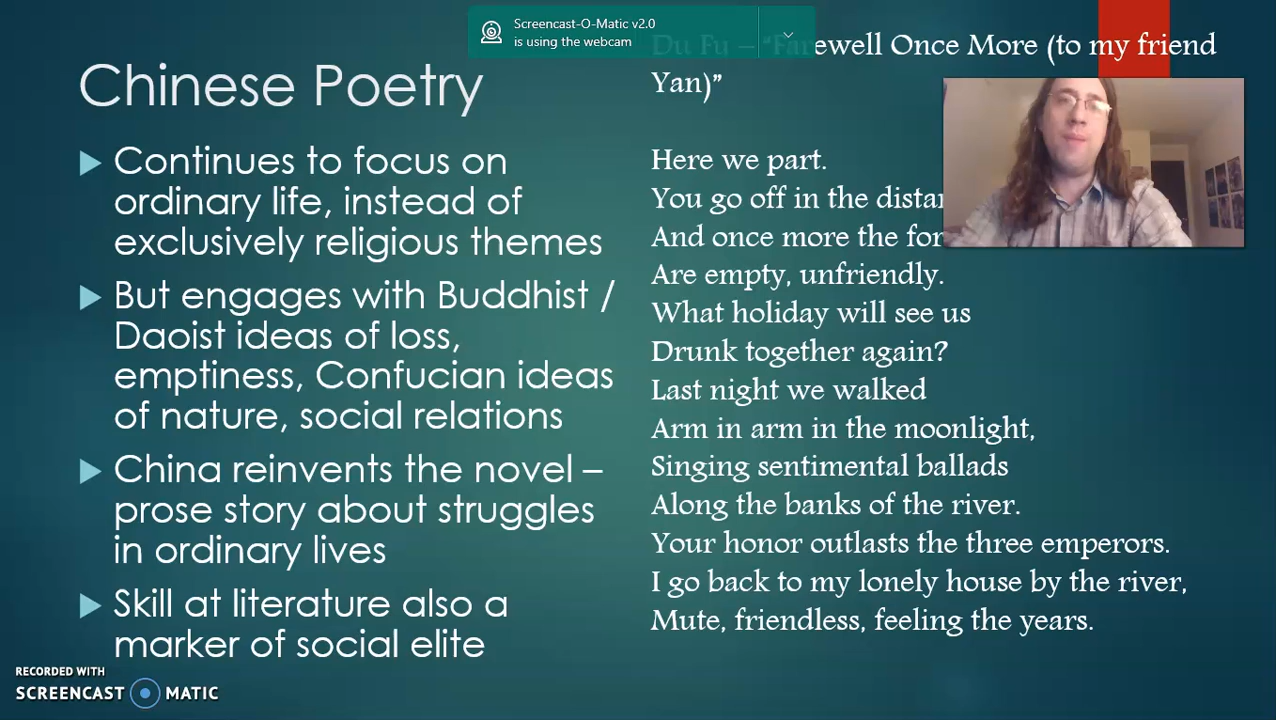 Screencast-O-Matic v2.0
is using the webcam
Chinese Poetry
Continues to focus on
ordinary life, instead of
exclusively religious themes
But engages with Buddhist /
Daoist ideas of loss,
emptiness, Confucian ideas
of nature, social relations
China reinvents the novel –
prose story about struggles
in ordinary lives
Skill at literature also a
marker of social elite
Du Fu – “Farewell Once More (to my friend
Yan)”
Here we part.
You go off in the
And once more the
Are empty, unfriendly.
What holiday will see us
Drunk together again?
Last night we walked
Arm in arm in the moonlight,
Singing sentimental ballads
Along the banks of the river.
Your honor outlasts the three emperors.
I go back to my lonely house by the river,
Mute, friendless, feeling the years.
RECORDED WITH
SCREENCAST MATIC